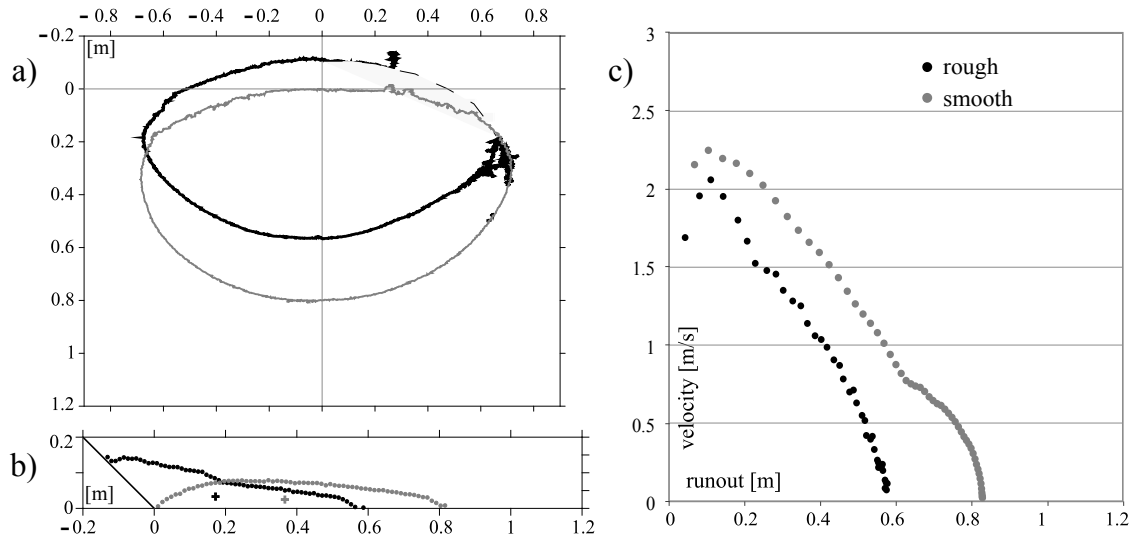 - 0.8 - 0.6 - 0.4 - 0.2 0 0.2 0.4 0.6 0.8
a)
[m]
-0.2
0
0.2
0.4
0.6
0.8
1
1.2
b)
0.2
0
[m]
-0.2 0 0.2 0.4 0.6 0.8 1 1.2
c)
3
2.5
2
1.5
1
0.5
0
rough
smooth
velocity [m/s]
runout [m]
0 0.2 0.4 0.6 0.8 1 1.2